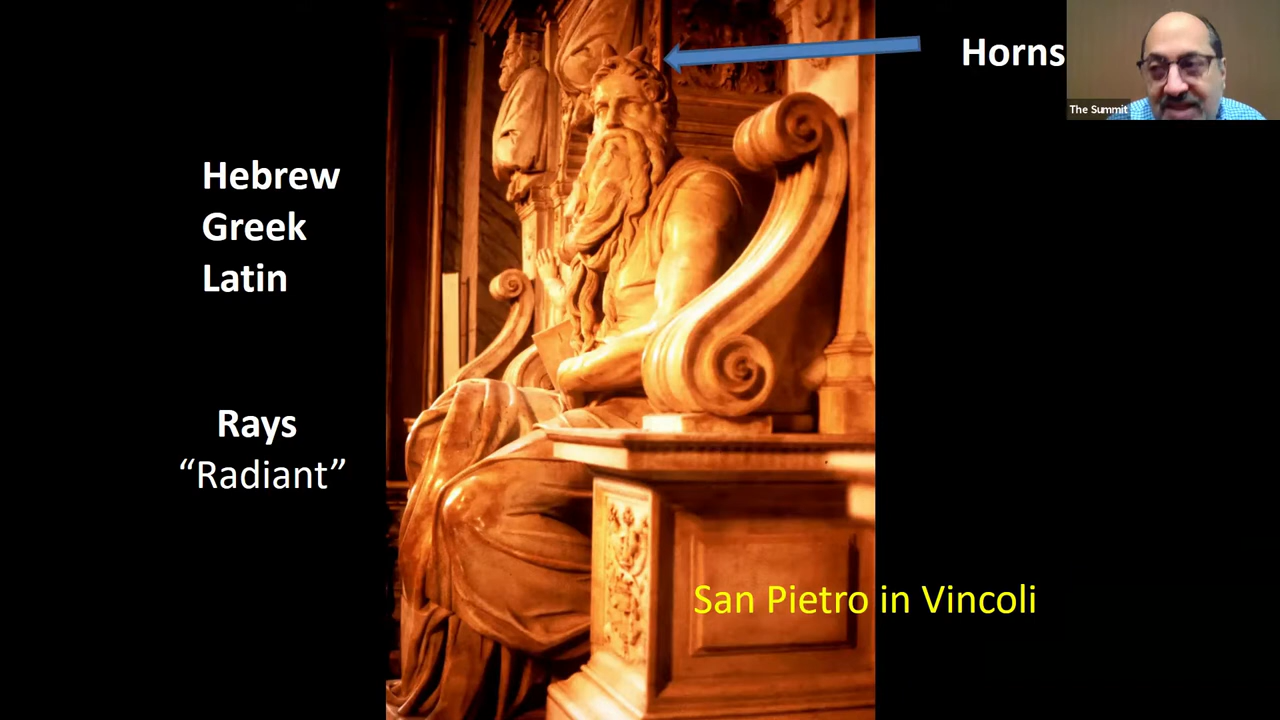 Horns
The Summit
Hebrew
Greek
Latin
Rays
“Radiant”
San Pietro in Vincoli